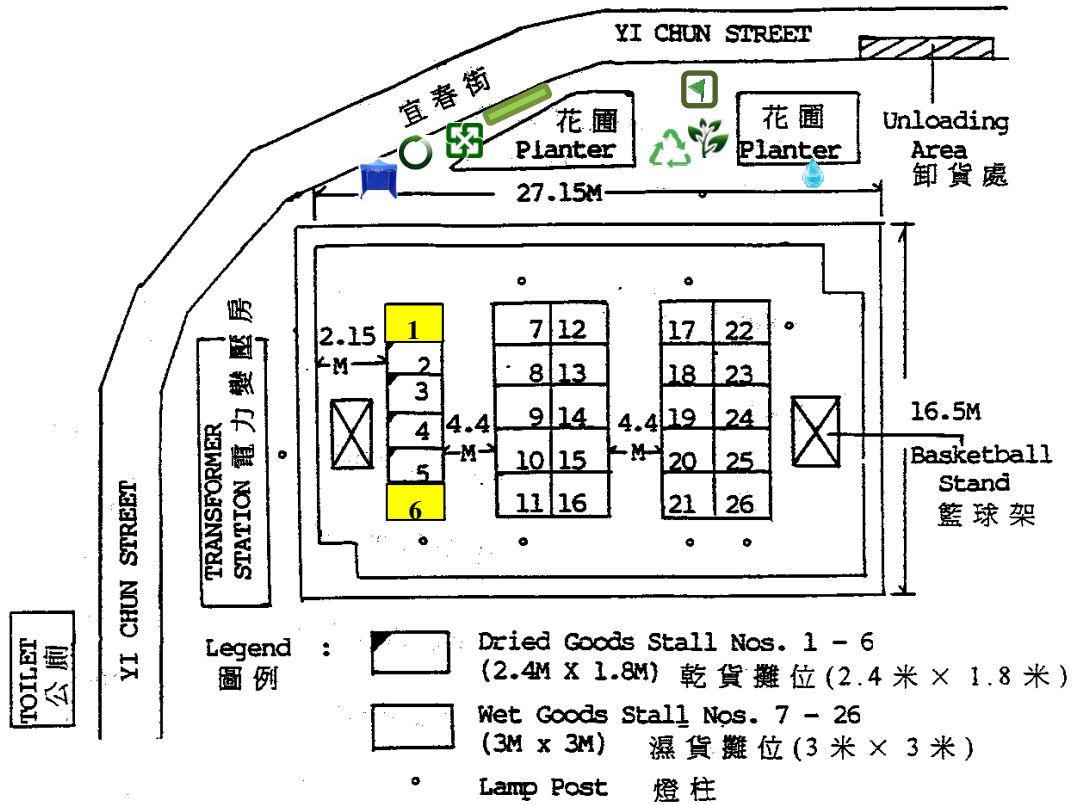 YI CHUN STREET
宜春街
花圃
Pianter
花圃
Planter
Unloading
Area
卸貨處
27.15M
2.15
M
1
2
3
4
5
6
4.4
M
7 12
8 13
9 14
10 15
11 16
4.4
M
17 22
18 23
19 24
20 25
21 26
16.5M
Basketball
Stand
籃球架
TRANSFORMER
STATION 電力變壓房
YI CHUN STREET
TOILET
公廁
Legend :
圖例
Dried Goods Stall Nos. 1 - 6
(2.4M X 1.8M) 乾貨攤位(2.4米 × 1.8米)
Wet Goods Stall Nos. 7 - 26
(3M x 3M) 濕貨攤位(3米 × 3米)
Lamp Post 燈柱